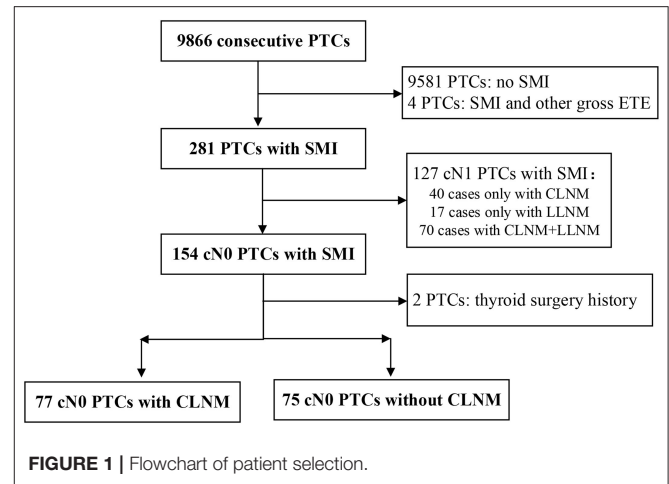 9866 consecutive PTCs
9581 PTCs: no SMI
4 PTCs: SMI and other gross ETE
281 PTCs with SMI
127 cN1 PTCs with SMI：
40 cases only with CLNM
17 cases only with LLNM
70 cases with CLNM+LLNM
154 cN0 PTCs with SMI
2 PTCs: thyroid surgery history
77 cN0 PTCs with CLNM
75 cN0 PTCs without CLNM
FIGURE 1 | Flowchart of patient selection.